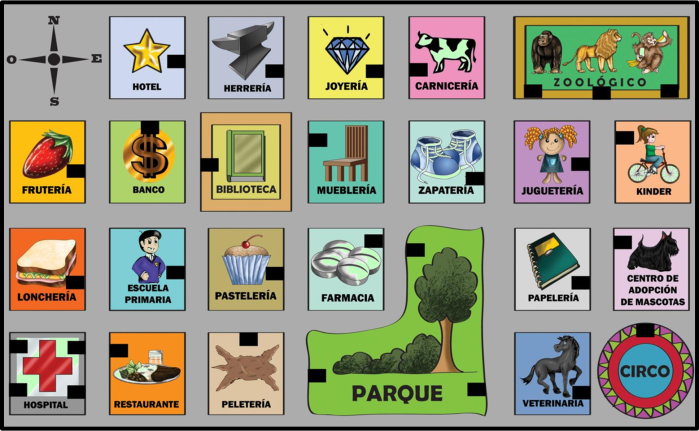 N
O E
S
HOTEL
HERRERÍA
JOYERÍA
CARNICERÍA
ZOOLÓGICO
FRUTERÍA
BANCO
BIBLIOTECA
MUEBLERÍA
ZAPATERÍA
JUGUETERÍA
KINDER
LONCHERÍA
ESCUELA
PRIMARIA
PASTELERÍA
FARMACIA
PAPELERÍA
CENTRO DE
ADOPCIÓN
DE MASCOTAS
HOSPITAL
RESTAURANTE
PELETERÍA
PARQUE
VETERINARIA
CIRCO